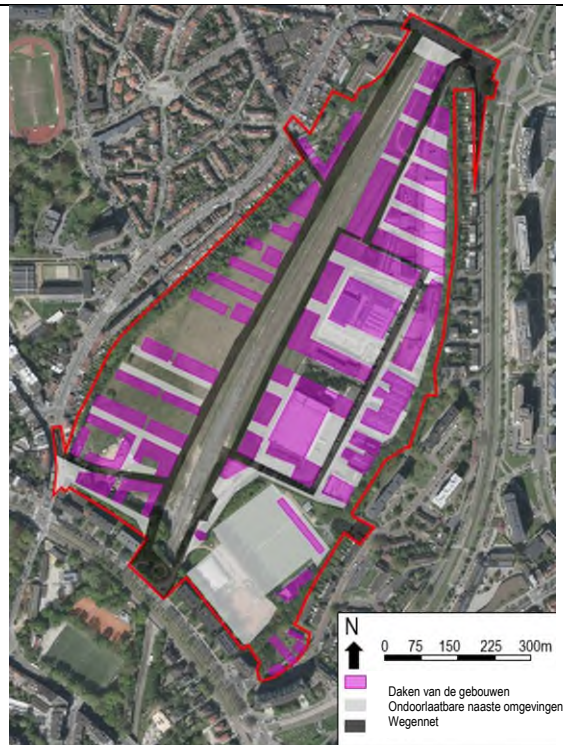 N
0 75 150 225 300m
Daken van de gebouwen
Ondoorlaatbare naaste omgevingen
Wegennet